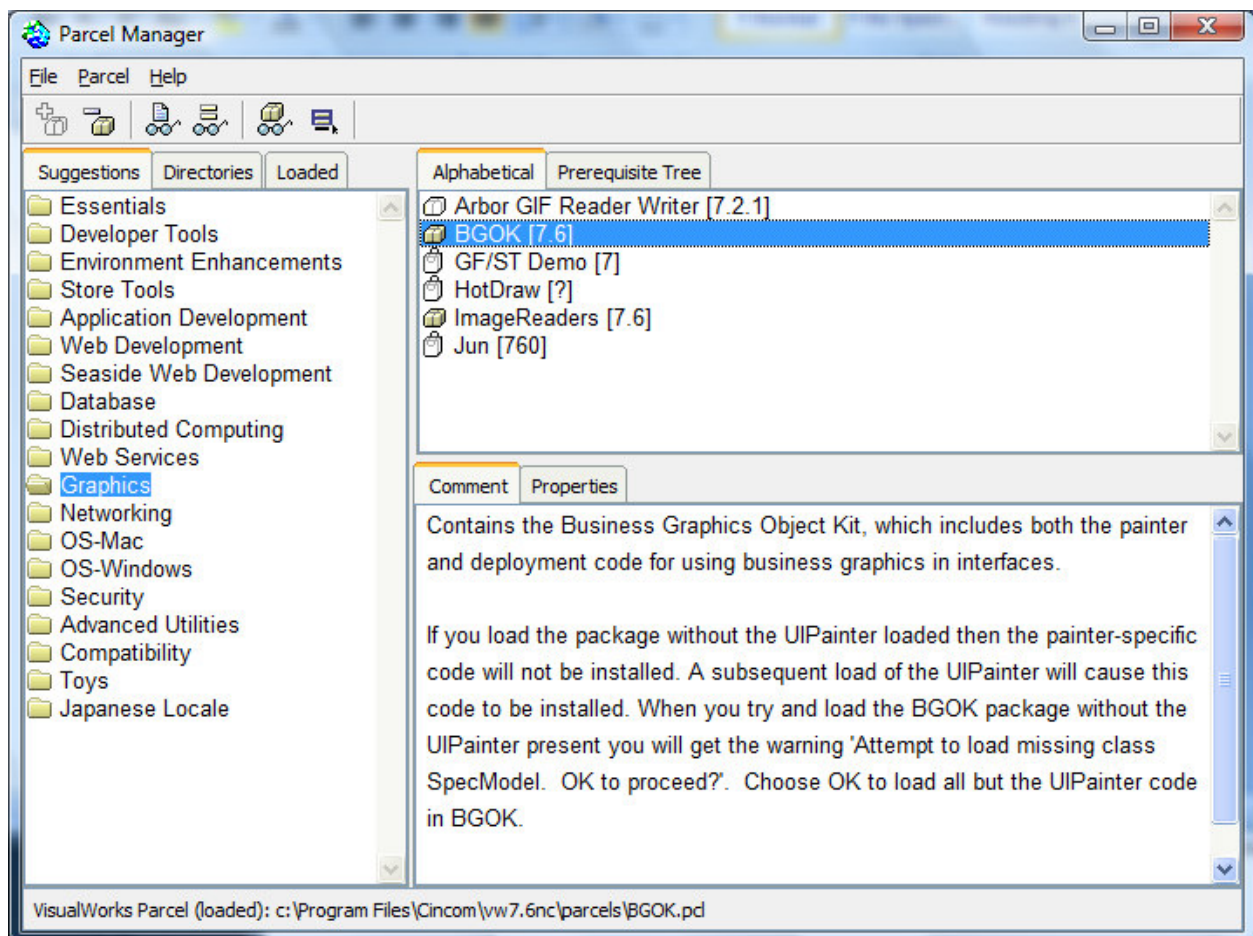 Parcel Manager
File Parcel Help
Suggestions Directories Loaded
Essentials
Developer Tools
Environment Enhancements
Store Tools
Application Development
Web Development
Seaside Web Development
Database
Distributed Computing
Web Services
Graphics
Networking
OS-Mac
OS-Windows
Security
Advanced Utilities
Compatibility
Toys
Japanese Locale
Alphabetical Prerequisite Tree
Arbor GIF Reader Writer [7.2.1]
BGOK [7.6]
GF/ST Demo [7]
HotDraw [?]
ImageReaders [7.6]
Jun [760]
Comment Properties
Contains the Business Graphics Object Kit, which includes both the painter
and deployment code for using business graphics in interfaces.
If you load the package without the UIPainter loaded then the painter-specific
code will not be installed. A subsequent load of the UIPainter will cause this
code to be installed. When you try and load the BGOK package without the
UIPainter present you will get the warning 'Attempt to load missing class
SpecModel.  OK to proceed?'.  Choose OK to load all but the UIPainter code
in BGOK.
VisualWorks Parcel (loaded): c:\Program Files\Cincom\vw7.6nc\parcels\BGOK.pcl